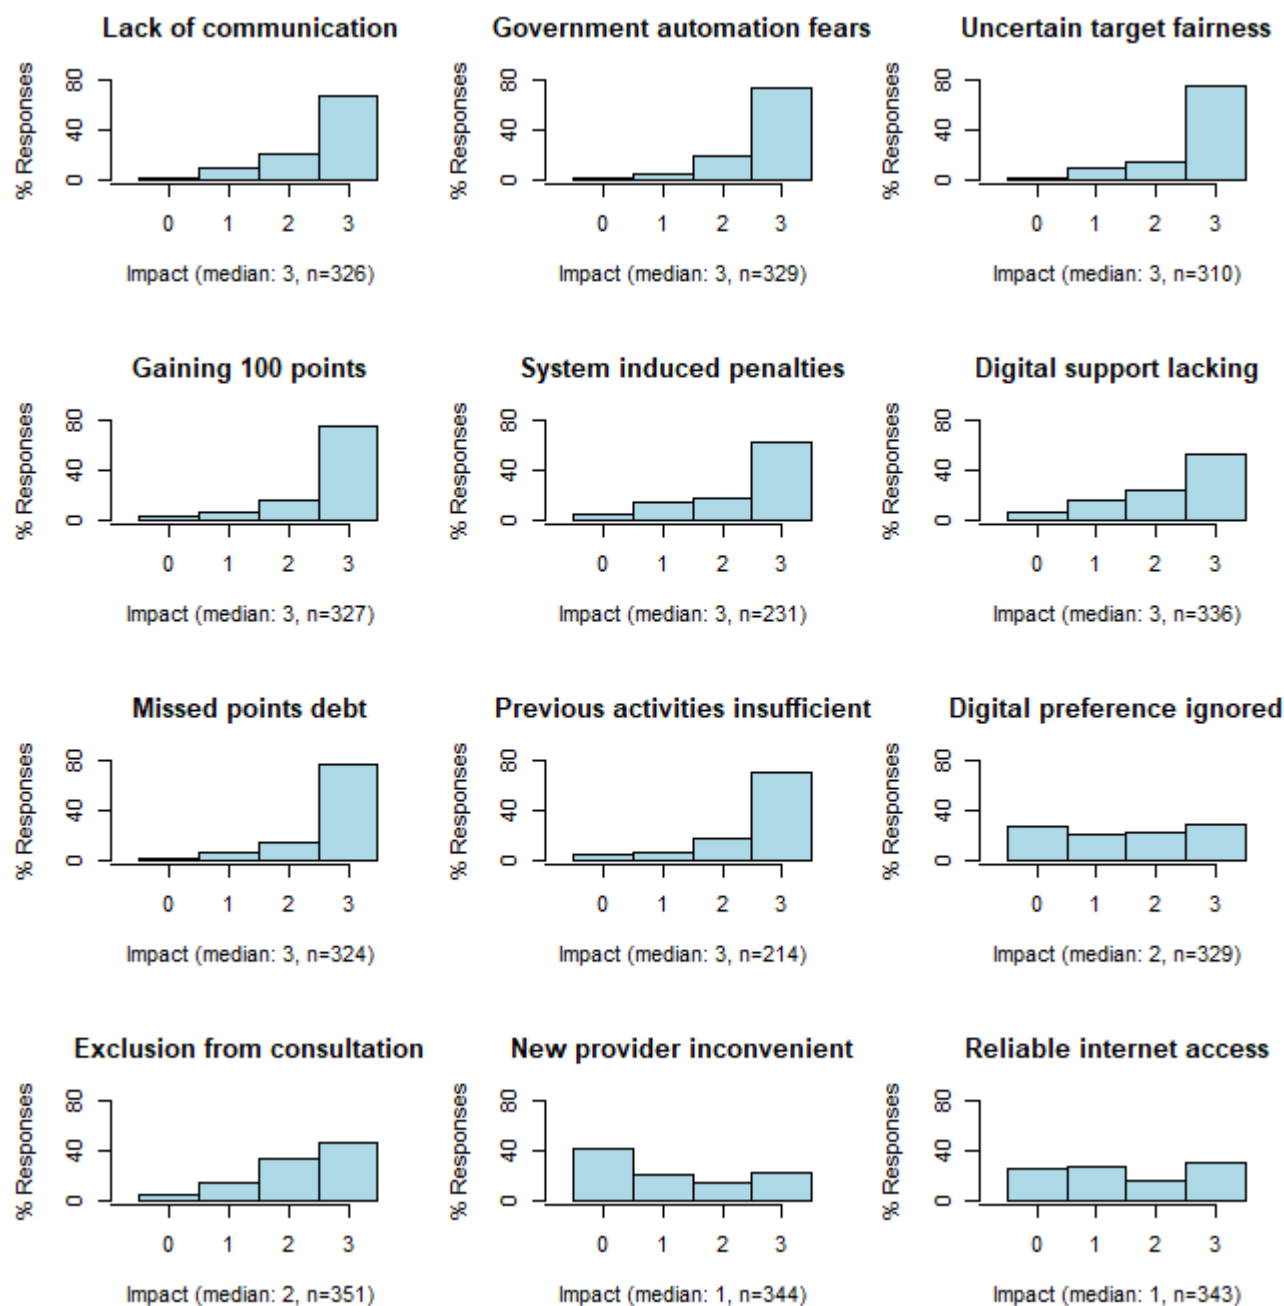 Lack of communication
% Responses
80
40
0
0 1 2 3
Impact (median: 3, n=326)
Government automation fears
% Responses
80
40
0
0 1 2 3
Impact (median: 3, n=329)
Uncertain target fairness
% Responses
80
40
0
0 1 2 3
Impact (median: 3, n=310)
Gaining 100 points
% Responses
80
40
0
0 1 2 3
Impact (median: 3, n=327)
System induced penalties
% Responses
80
40
0
0 1 2 3
Impact (median: 3, n=231)
Digital support lacking
% Responses
80
40
0
0 1 2 3
Impact (median: 3, n=336)
Missed points debt
% Responses
80
40
0
0 1 2 3
Impact (median: 3, n=324)
Previous activities insufficient
% Responses
80
40
0
0 1 2 3
Impact (median: 3, n=214)
Digital preference ignored
% Responses
80
40
0
0 1 2 3
Impact (median: 2, n=329)
Exclusion from consultation
% Responses
80
40
0
0 1 2 3
Impact (median: 2, n=351)
New provider inconvenient
% Responses
80
40
0
0 1 2 3
Impact (median: 1, n=344)
Reliable internet access
% Responses
80
40
0
0 1 2 3
Impact (median: 1, n=343)